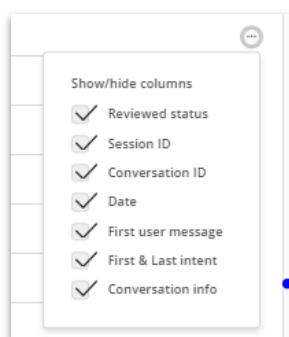 Show/hide columns
Reviewed status
Session ID
Conversation ID
Date
First user message
First & Last intent
Conversation info